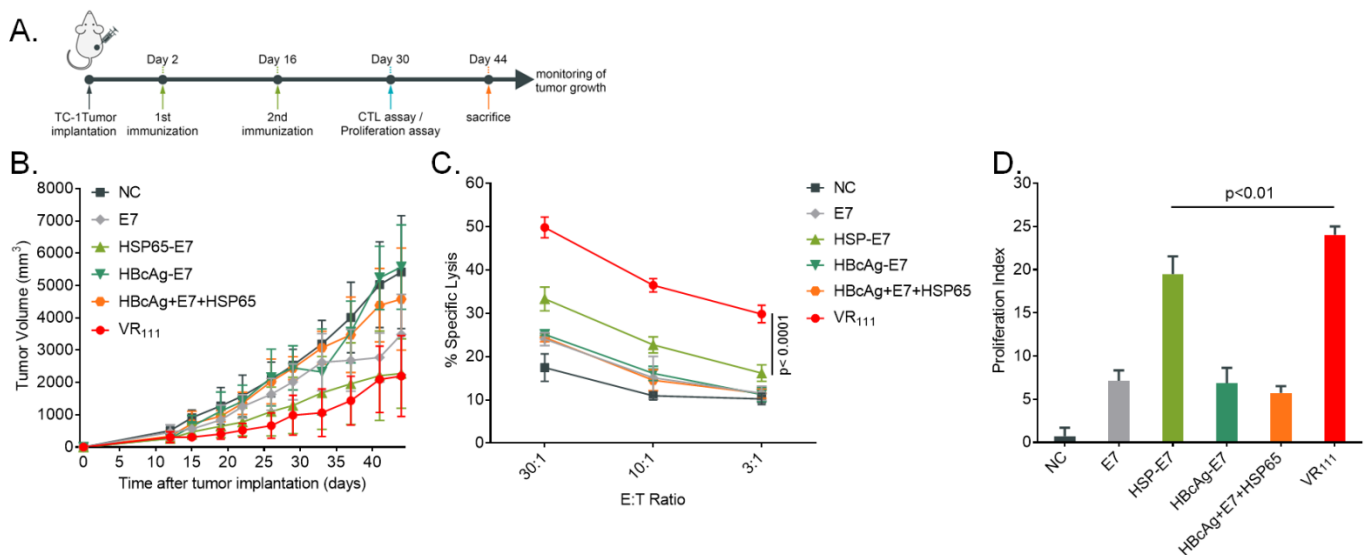 A.
Day 2
Day 16
Day 30
Day 44
monitoring of
tumor growth
TC-1Tumor
implantation
1st
immunization
2nd
immunization
CTL assay /
Proliferation assay
sacrifice
B.
8000
7000
6000
5000
4000
3000
2000
1000
0
Tumor Volume (mm³)
NC
E7
HSP65-E7
HBcAg-E7
HBcAg+E7+HSP65
VR₁₁₁
0
5
10
15
20
25
30
35
40
Time after tumor implantation (days)
C.
60
50
40
30
20
10
0
% Specific Lysis
30:1
10:1
3:1
E:T Ratio
p< 0.0001
NC
E7
HSP-E7
HBcAg-E7
HBcAg+E7+HSP65
VR₁₁₁
D.
30
25
20
15
10
5
0
Proliferation Index
p<0.01
NC
E7
HSP-E7
HBcAg-E7
HBcAg+E7+HSP65
VR₁₁₁